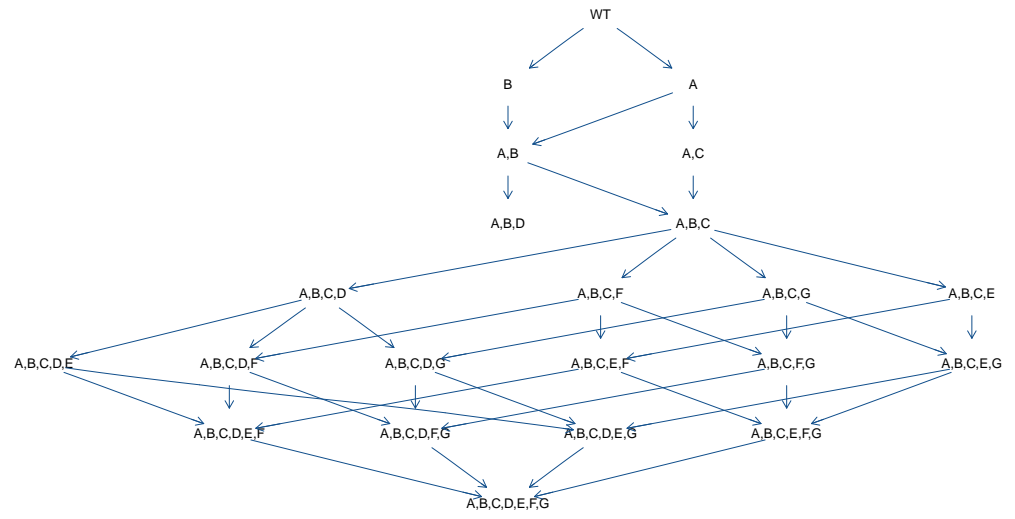 WT
B
A
A,B
A,C
A,B,D
A,B,C
A,B,C,D
A,B,C,F
A,B,C,G
A,B,C,E
A,B,C,D,E
A,B,C,D,F
A,B,C,D,G
A,B,C,E,F
A,B,C,F,G
A,B,C,E,G
A,B,C,D,E,F
A,B,C,D,F,G
A,B,C,D,E,G
A,B,C,E,F,G
A,B,C,D,E,F,G